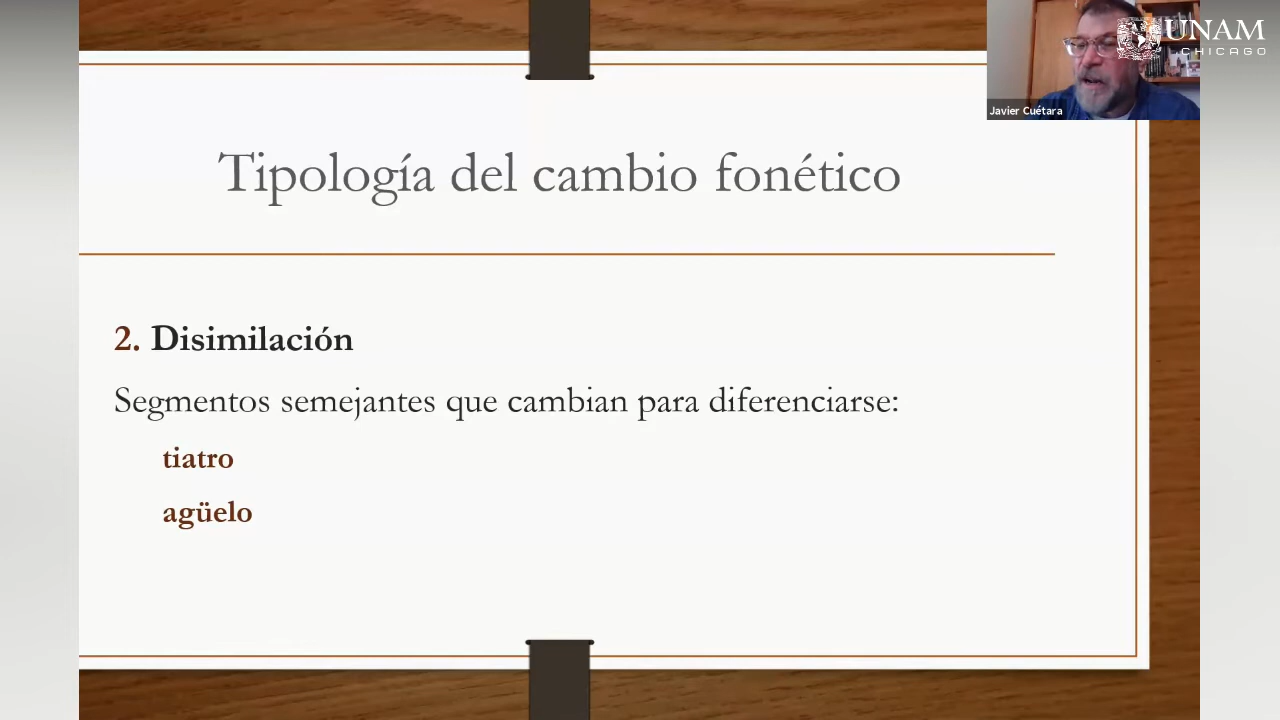 UNAM
CHICAGO
Javier Cuétara
Tipología del cambio fonético
2. Disimilación
Segmentos semejantes que cambian para diferenciarse:
tiatro
agüelo